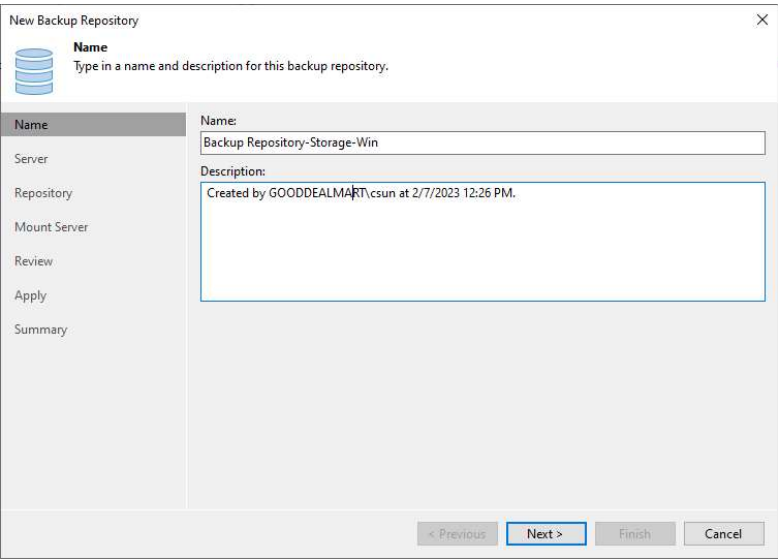 New Backup Repository
Name
Type in a name and description for this backup repository.
Name
Server
Repository
Mount Server
Review
Apply
Summary
Name:
Backup Repository-Storage-Win
Description:
Created by GOODDEALMART\csun at 2/7/2023 12:26 PM.
< Previous
Next >
Finish
Cancel